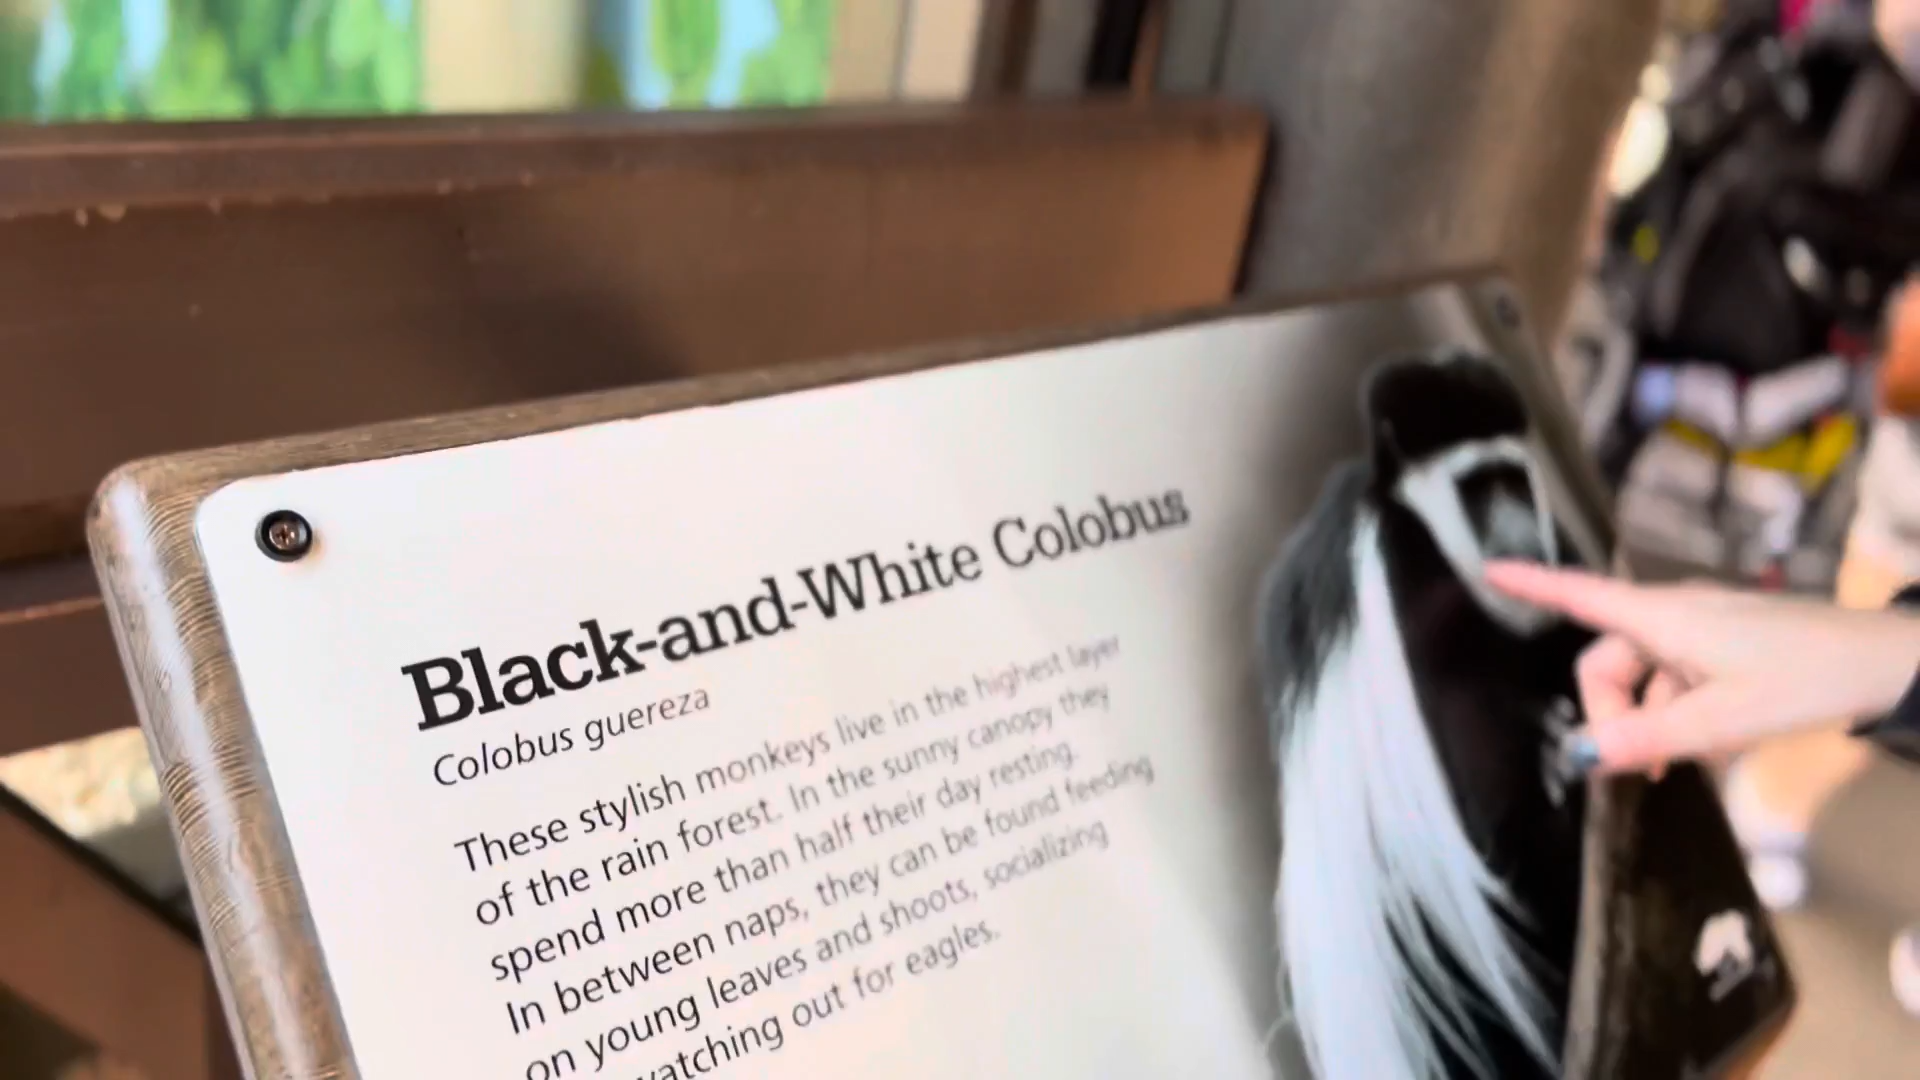 Black-and-White Colobus
Colobus guereza
These stylish monkeys live in the highest layer
of the rain forest. In the sunny canopy they
spend more than half their day resting.
In between naps, they can be found feeding
on young leaves and shoots, socializing
watching out for eagles.